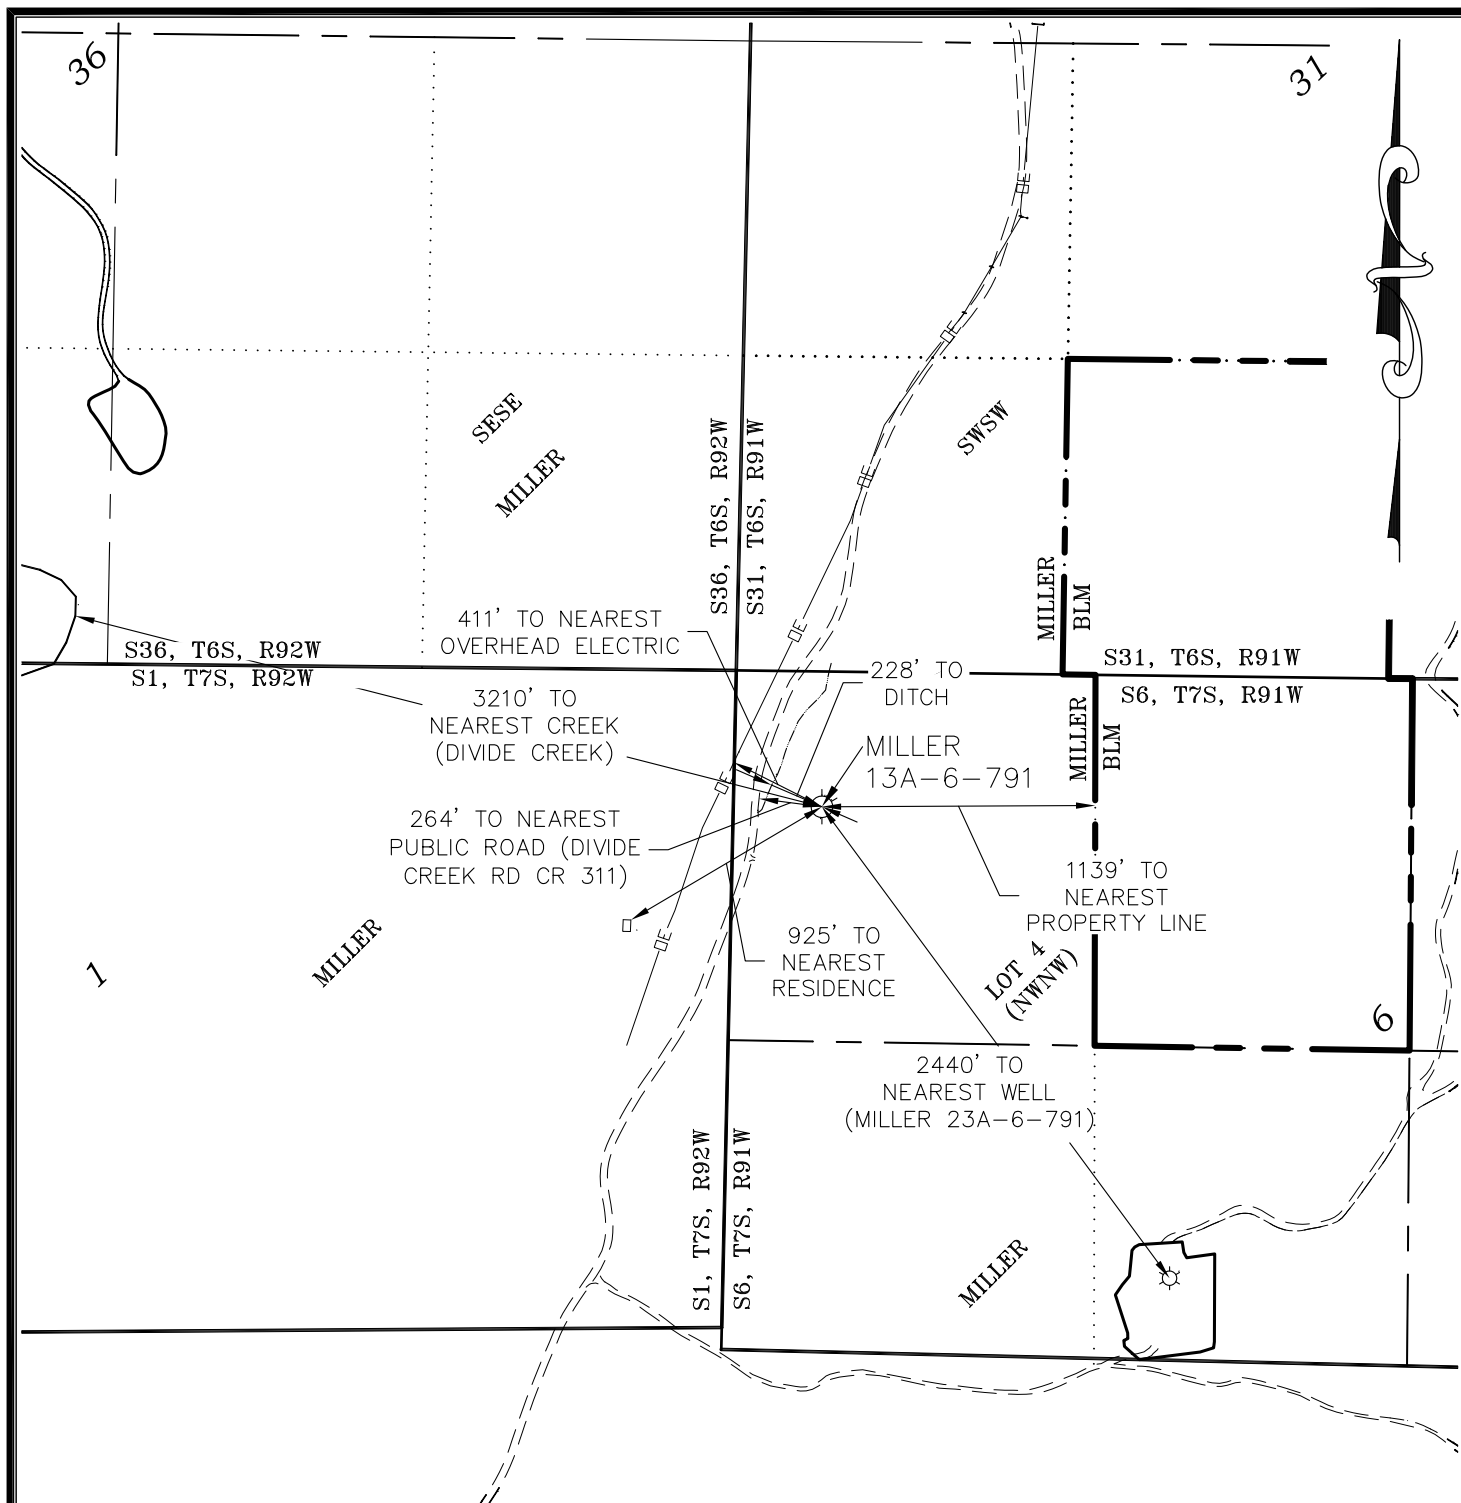 36
31
SESE
MILLER
SWSW
S36, T6S, R92W
S31, T6S, R91W
MILLER
BLM
411' TO NEAREST
OVERHEAD ELECTRIC
S36, T6S, R92W
S1, T7S, R92W
S31, T6S, R91W
S6, T7S, R91W
228' TO
DITCH
3210' TO
NEAREST CREEK
(DIVIDE CREEK)
MILLER
13A-6-791
MILLER
BLM
264' TO NEAREST
PUBLIC ROAD (DIVIDE
CREEK RD CR 311)
1139' TO
NEAREST
PROPERTY LINE
925' TO
NEAREST
RESIDENCE
MILLER
1
LOT 4
(NWNW)
6
2440' TO
NEAREST WELL
(MILLER 23A-6-791)
S1, T7S, R92W
S6, T7S, R91W
MILLER